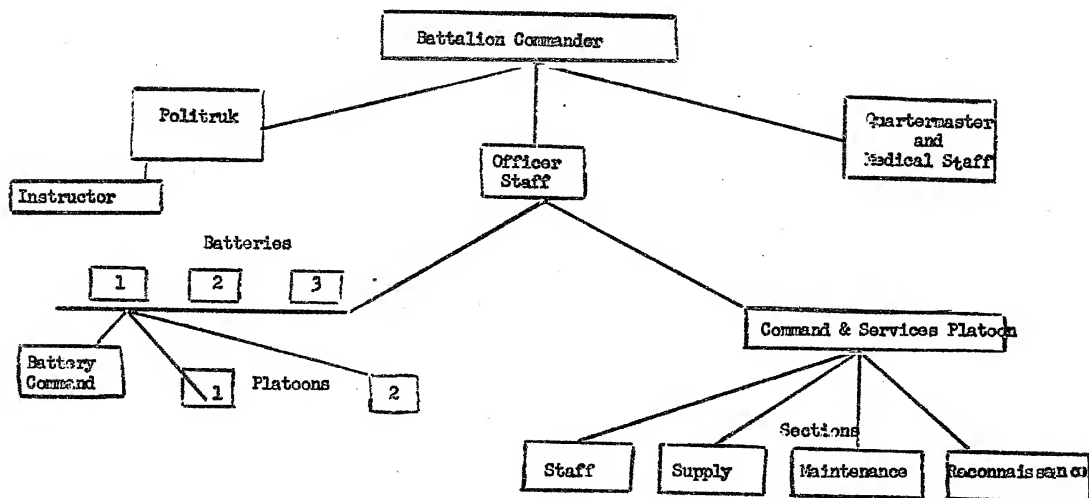 Battalion Commander
Politruk
Quartermaster
and
Medical Staff
Officer
Staff
Instructor
Batteries
1 2 3
Command & Services Platoon
Battery
Command
1 Platoons 2
Sections
Staff Supply Maintenance Reconnaissance